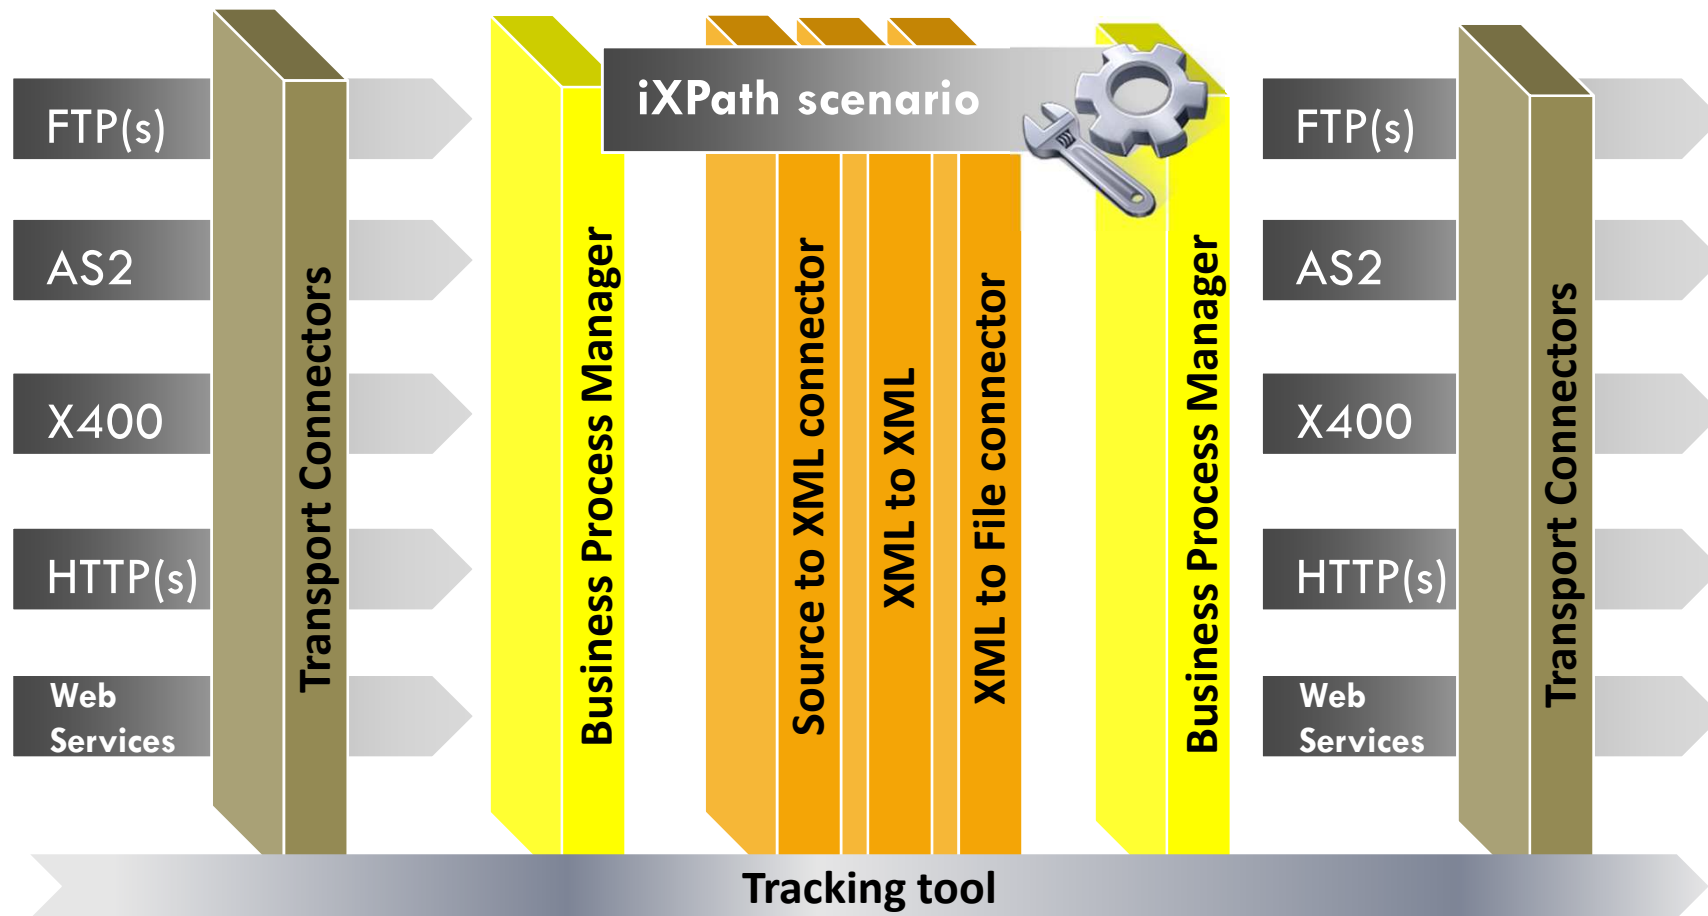 iXPath scenario
FTP(s)
AS2
X400
HTTP(s)
Web
Services
Transport Connectors
Business Process Manager
Source to XML connector
XML to XML
XML to File connector
Business Process Manager
FTP(s)
AS2
X400
HTTP(s)
Web
Services
Transport Connectors
Tracking tool